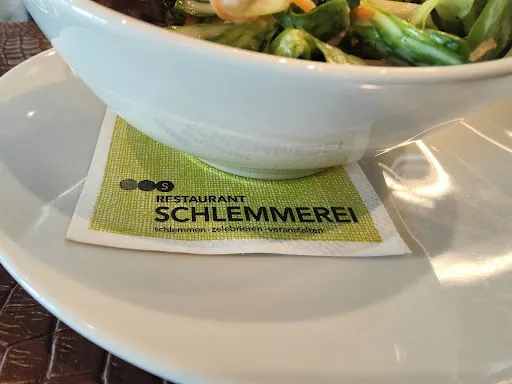 S
RESTAURANT
SCHLEMMEREI
schlemmen · zelebrieren · veranstalten